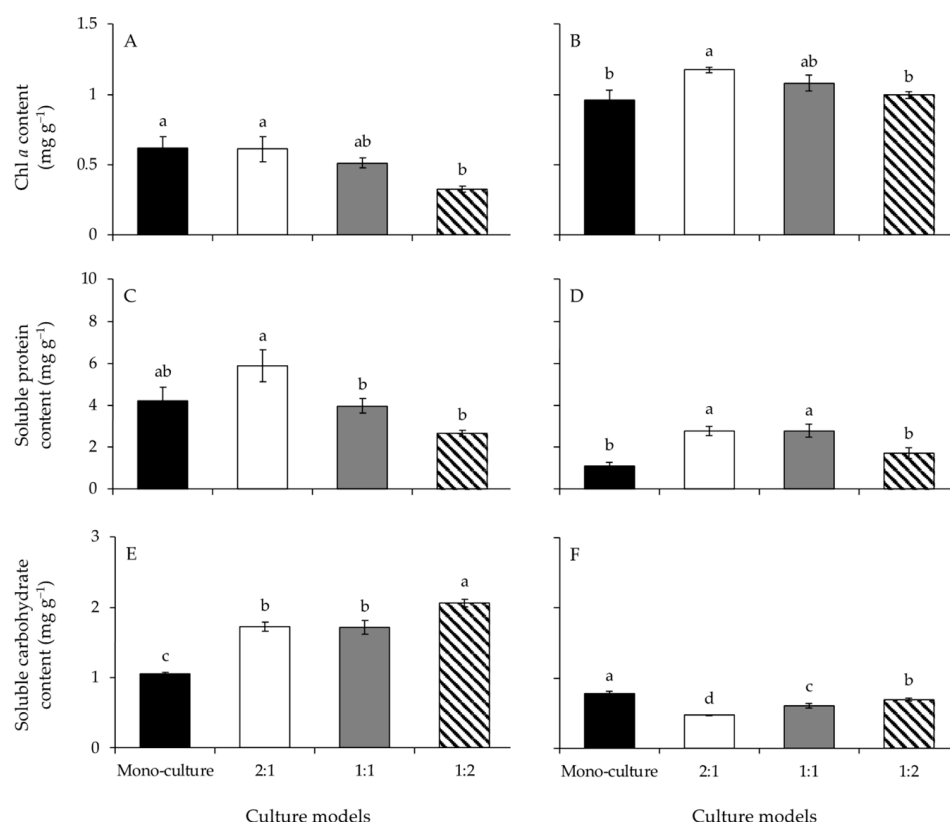 Chl a content
(mg g⁻¹)
1.5
1
0.5
0
A
a
a
ab
b
B
b
a
ab
b
Soluble protein
content (mg g⁻¹)
10
8
6
4
2
0
C
ab
a
b
b
D
b
a
a
b
Soluble carbohydrate
content (mg g⁻¹)
3
2
1
0
E
c
b
b
a
F
a
d
c
b
Mono-culture 2:1 1:1 1:2
Mono-culture 2:1 1:1 1:2
Culture models
Culture models